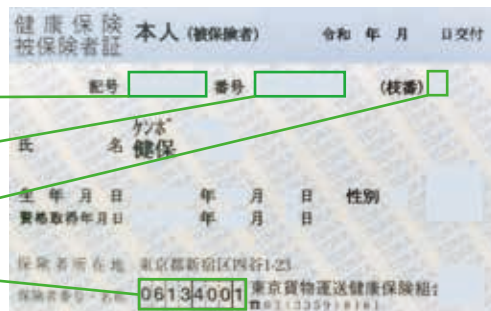 健康保険
被保険者証 本人(被保険者) 令和 年 月 日交付
記号 番号 (枝番)
ケンポ
氏 名 健保
生年月日 年 月 日 性別
資格取得年月日 年 月 日
保険者所在地 東京都新宿区四谷1-23
保険者番号・名称 06134001 東京貨物運送健康保険組
☎03(3359)8161